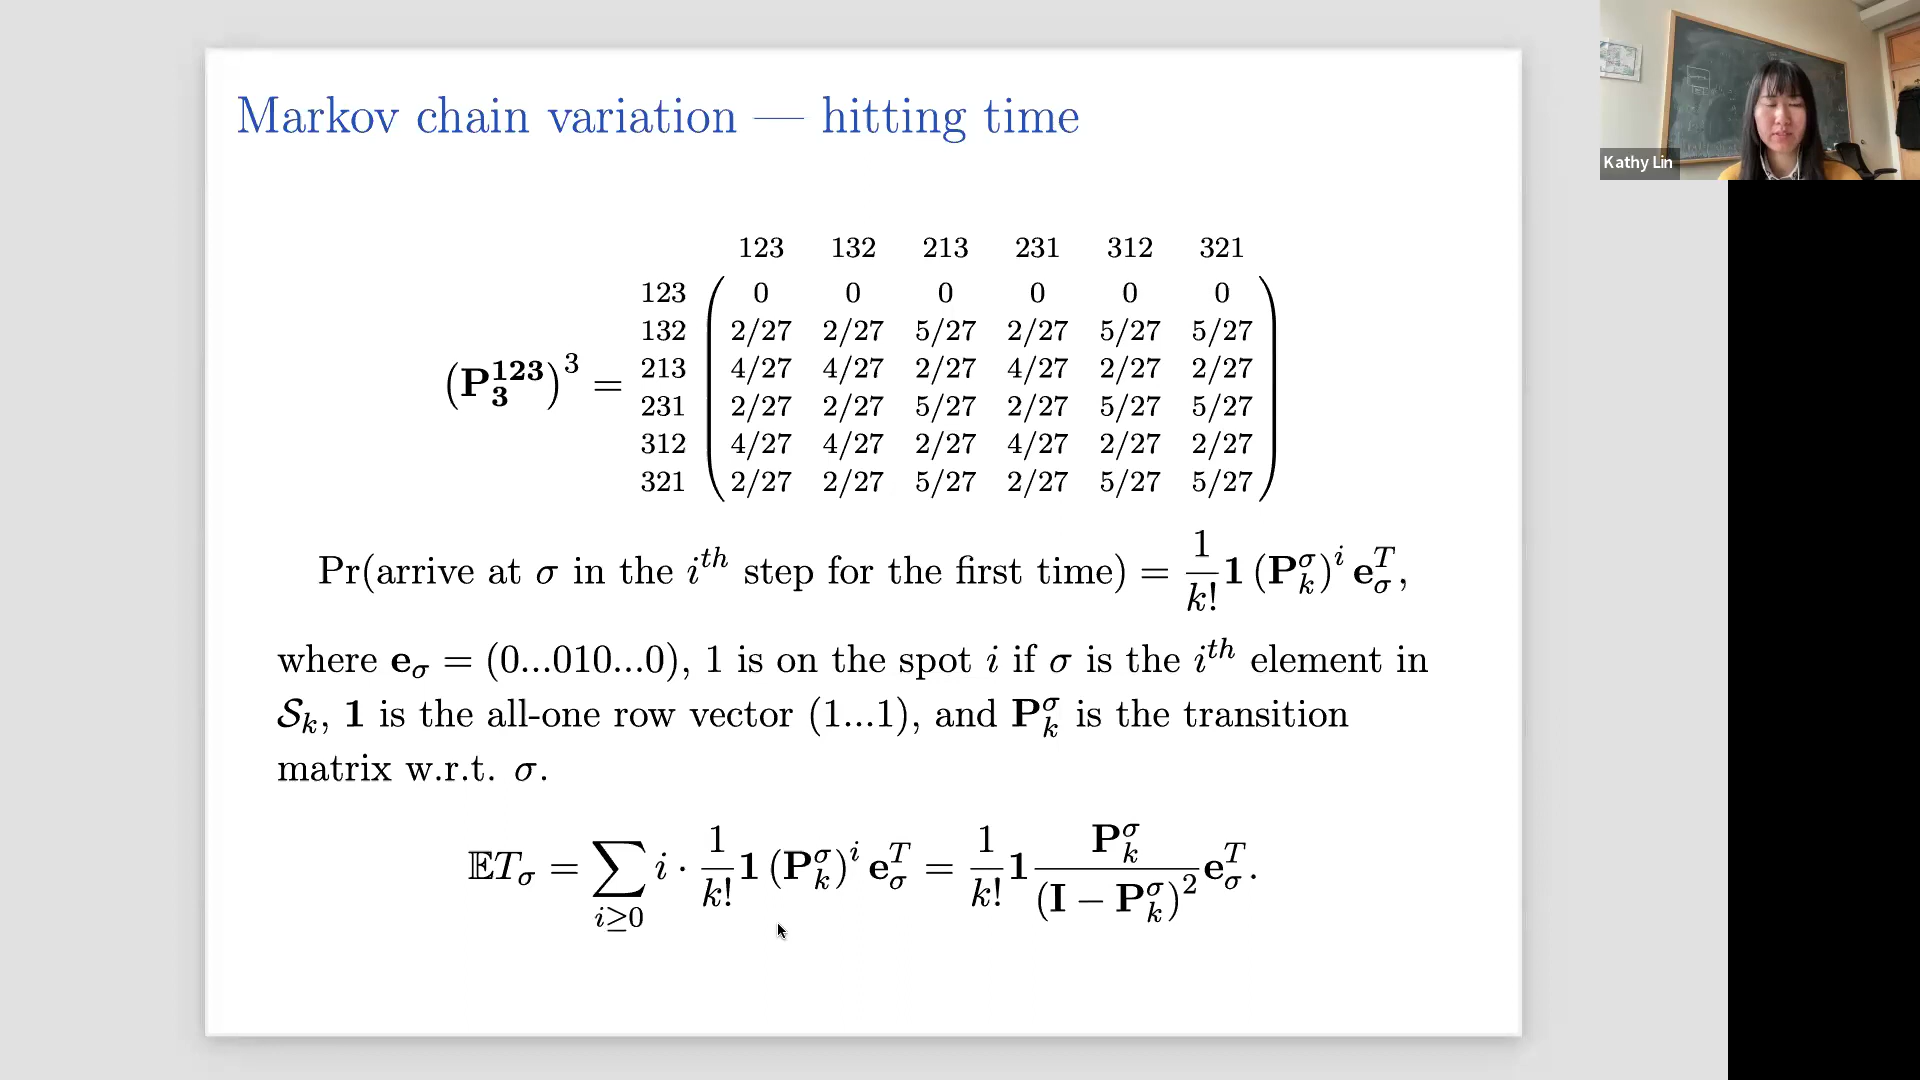 Markov chain variation — hitting time
Kathy Lin
123 132 213 231 312 321
123 0 0 0 0 0 0
132 2/27 2/27 5/27 2/27 5/27 5/27
213 4/27 4/27 2/27 4/27 2/27 2/27
(P₃¹²³)³ =
231 2/27 2/27 5/27 2/27 5/27 5/27
312 4/27 4/27 2/27 4/27 2/27 2/27
321 2/27 2/27 5/27 2/27 5/27 5/27
Pr(arrive at σ in the i^{th} step for the first time) = \frac{1}{k!} 1 (P_k^σ)^i e_σ^T,
where e_σ = (0...010...0), 1 is on the spot i if σ is the i^{th} element in
S_k, 1 is the all-one row vector (1...1), and P_k^σ is the transition
matrix w.r.t. σ.
𝔼T_σ = \sum_{i≥0} i · \frac{1}{k!} 1 (P_k^σ)^i e_σ^T = \frac{1}{k!} 1 \frac{P_k^σ}{(I − P_k^σ)^2} e_σ^T.